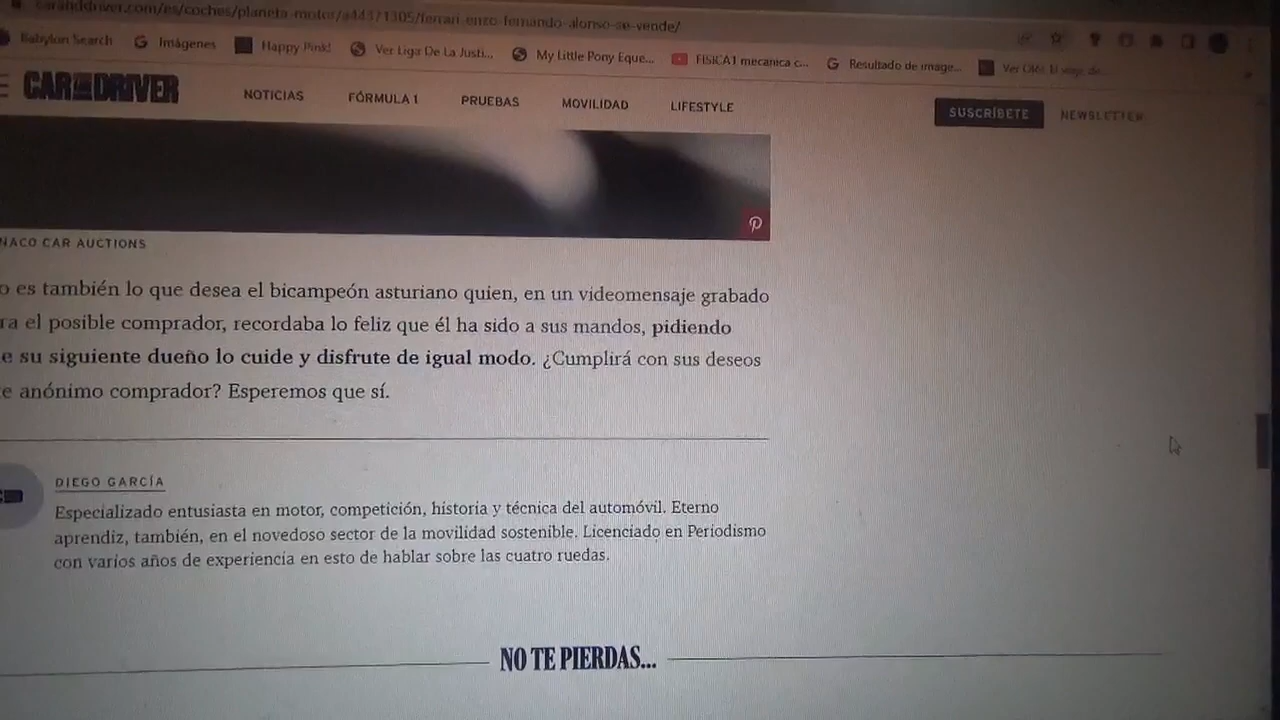 caranddriver.com/es/coches/planeta-motor/a44371305/ferrari-enzo-fernando-alonso-se-vende/
Babylon Search Imágenes Happy Pink! Ver Liga De La Justi... My Little Pony Eque... FISICA1 mecanica c... Resultado de image...
CAR AND DRIVER NOTICIAS FÓRMULA 1 PRUEBAS MOVILIDAD LIFESTYLE SUSCRÍBETE NEWSLETTER
NACO CAR AUCTIONS
o es también lo que desea el bicampeón asturiano quien, en un videomensaje grabado
ra el posible comprador, recordaba lo feliz que él ha sido a sus mandos, pidiendo
e su siguiente dueño lo cuide y disfrute de igual modo. ¿Cumplirá con sus deseos
e anónimo comprador? Esperemos que sí.
DIEGO GARCÍA
Especializado entusiasta en motor, competición, historia y técnica del automóvil. Eterno
aprendiz, también, en el novedoso sector de la movilidad sostenible. Licenciado en Periodismo
con varios años de experiencia en esto de hablar sobre las cuatro ruedas.
NO TE PIERDAS...